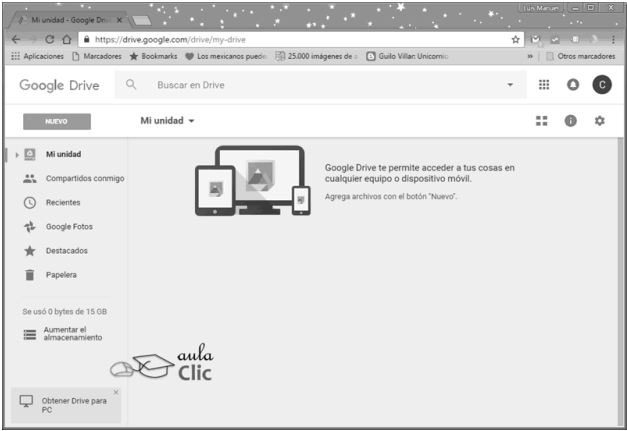 Mi unidad - Google Driv
Luis Manuel
https://drive.google.com/drive/my-drive
Aplicaciones Marcadores Bookmarks Los mexicanos puede 25.000 imágenes de Guilo Villan Unicornio » Otros marcadores
Google Drive Buscar en Drive C
NUEVO Mi unidad
Mi unidad
Compartidos conmigo
Recientes
Google Fotos
Destacados
Papelera
Google Drive te permite acceder a tus cosas en
cualquier equipo o dispositivo móvil.
Agrega archivos con el botón "Nuevo".
Se usó 0 bytes de 15 GB
Aumentar el
almacenamiento
aula
Clic
Obtener Drive para
PC